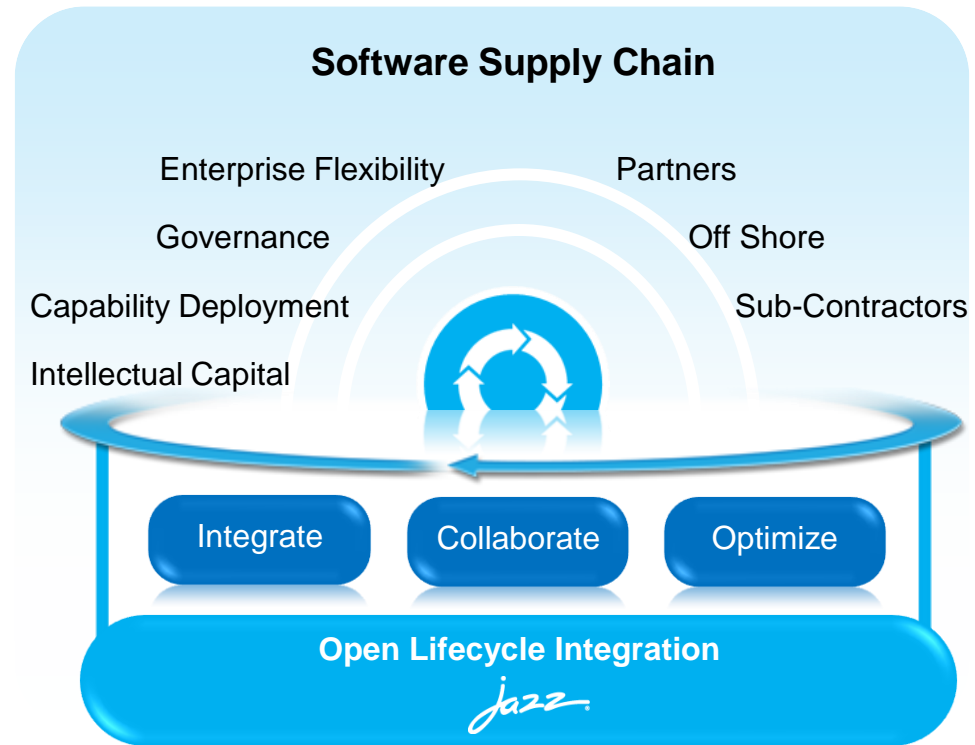 Software Supply Chain
Enterprise Flexibility
Partners
Governance
Off Shore
Capability Deployment
Sub-Contractors
Intellectual Capital
Integrate
Collaborate
Optimize
Open Lifecycle Integration
jazz®